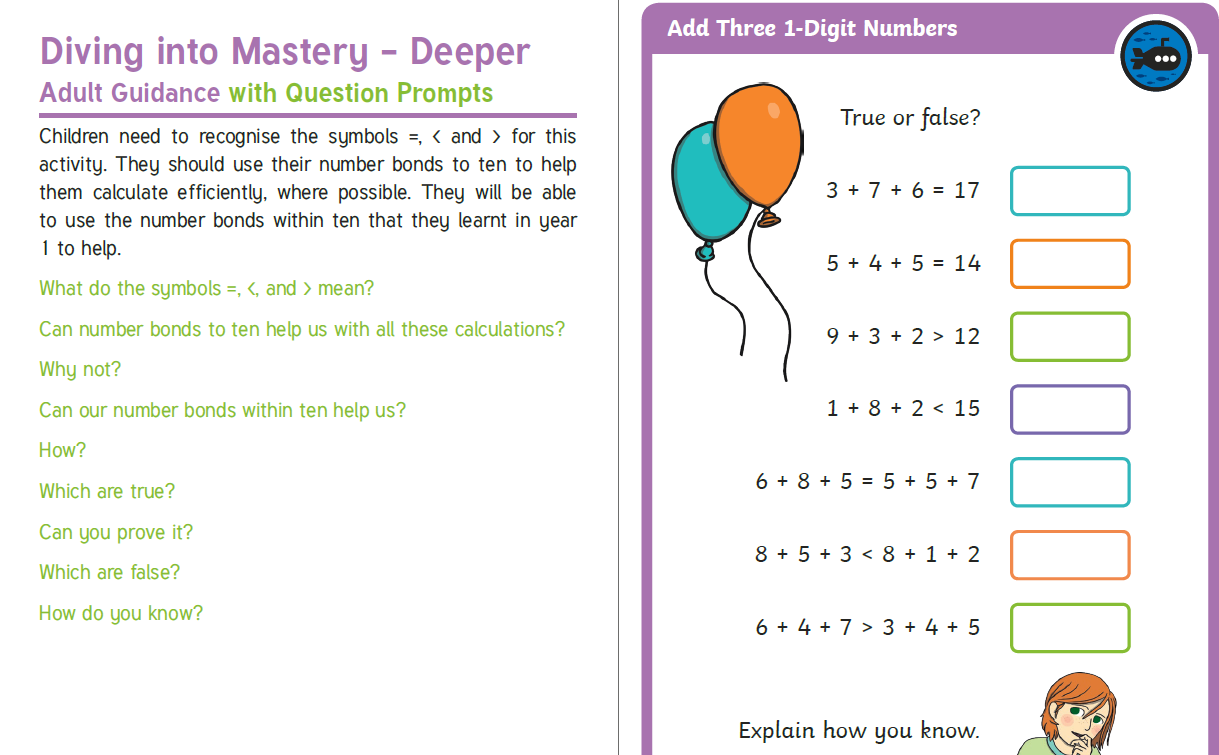 Diving into Mastery – Deeper
Adult Guidance with Question Prompts
Children need to recognise the symbols =, < and > for this
activity. They should use their number bonds to ten to help
them calculate efficiently, where possible. They will be able
to use the number bonds within ten that they learnt in year
1 to help.
What do the symbols =, <, and > mean?
Can number bonds to ten help us with all these calculations?
Why not?
Can our number bonds within ten help us?
How?
Which are true?
Can you prove it?
Which are false?
How do you know?
Add Three 1-Digit Numbers
True or false?
3 + 7 + 6 = 17
5 + 4 + 5 = 14
9 + 3 + 2 > 12
1 + 8 + 2 < 15
6 + 8 + 5 = 5 + 5 + 7
8 + 5 + 3 < 8 + 1 + 2
6 + 4 + 7 > 3 + 4 + 5
Explain how you know.